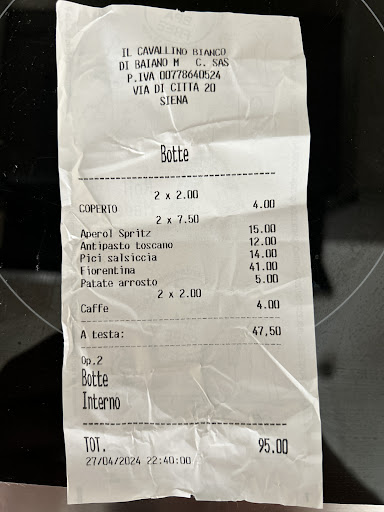 IL CAVALLINO BIANCO
DI BAIANO M C. SAS
P.IVA 00778640524
VIA DI CITTA 20
SIENA
Botte
2 x 2.00
COPERTO 4.00
2 x 7.50
Aperol Spritz 15.00
Antipasto toscano 12.00
Pici salsiccia 14.00
Fiorentina 41.00
Patate arrosto 5.00
2 x 2.00
Caffe 4.00
A testa: 47,50
Op.2
Botte
Interno
TOT. 95.00
27/04/2024 22:40:00